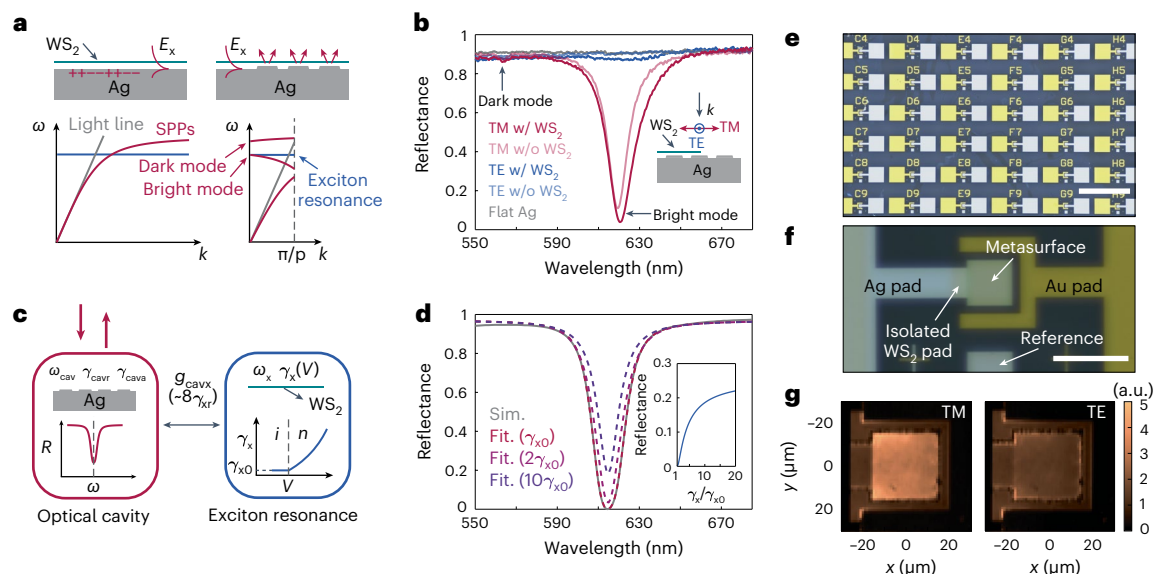 a
WS2
Ex
Ex
++——++——+
Ag
ω
Light line
SPPs
Dark mode
Bright mode
k
ω
Exciton
resonance
π/p
k
b
1
0.8
0.6
0.4
0.2
0
Reflectance
Dark mode
TM w/ WS2
TM w/o WS2
TE w/ WS2
TE w/o WS2
Flat Ag
k
WS2
TM
TE
Ag
Bright mode
550
590
630
670
Wavelength (nm)
c
ωcav γcavr γcava
Ag
R
ω
Optical cavity
gcavx
(~8γxr)
ωx γx(V)
WS2
γx
i
n
γx0
V
Exciton resonance
d
1
0.8
0.6
0.4
0.2
0
Reflectance
Sim.
Fit. (γx0)
Fit. (2γx0)
Fit. (10γx0)
0.3
0.2
0.1
0
Reflectance
1
10
20
γx/γx0
550
590
630
670
Wavelength (nm)
e
C4 D4 E4 F4 G4 H4
C5 D5 E5 F5 G5 H5
C6 D6 E6 F6 G6 H6
C7 D7 E7 F7 G7 H7
C8 D8 E8 F8 G8 H8
C9 D9 E9 F9 G9
f
Metasurface
Ag pad
Au pad
Isolated
WS2 pad
Reference
g
(a.u.)
TM
TE
5
4
3
2
1
0
–20
0
20
y (µm)
–20
0
20
x (µm)
–20
0
20
x (µm)